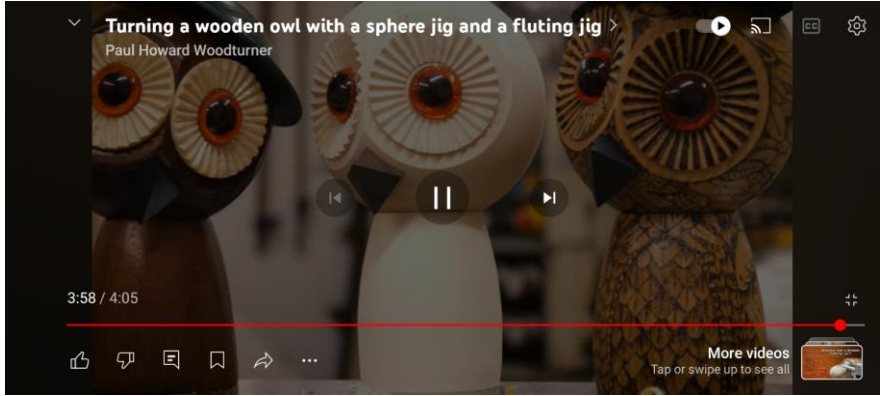 Turning a wooden owl with a sphere jig and a fluting jig
Paul Howard Woodturner
CC
3:58 / 4:05
More videos
Tap or swipe up to see all